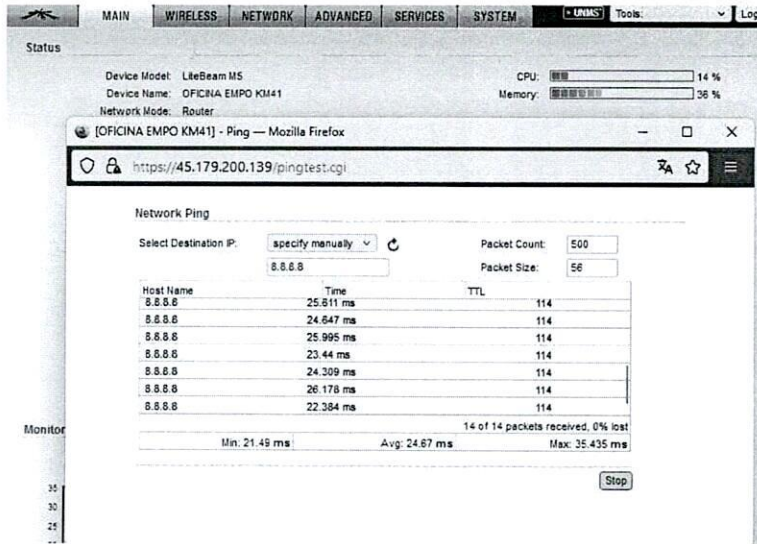 MAIN WIRELESS NETWORK ADVANCED SERVICES SYSTEM UNMS Tools: Log
Status
Device Model: LiteBeam M5
Device Name: OFICINA EMPO KM41
Network Mode: Router
CPU: 14 %
Memory: 36 %
[OFICINA EMPO KM41] - Ping — Mozilla Firefox
https://45.179.200.139/pingtest.cgi
Network Ping
Select Destination IP: specify manually
8.8.8.8
Packet Count: 500
Packet Size: 56
Host Name Time TTL
8.8.8.8 25.611 ms 114
8.8.8.8 24.647 ms 114
8.8.8.8 25.995 ms 114
8.8.8.8 23.44 ms 114
8.8.8.8 24.309 ms 114
8.8.8.8 26.178 ms 114
8.8.8.8 22.384 ms 114
14 of 14 packets received, 0% lost
Min: 21.49 ms Avg: 24.67 ms Max: 35.435 ms
Stop
Monitor
35
30
25